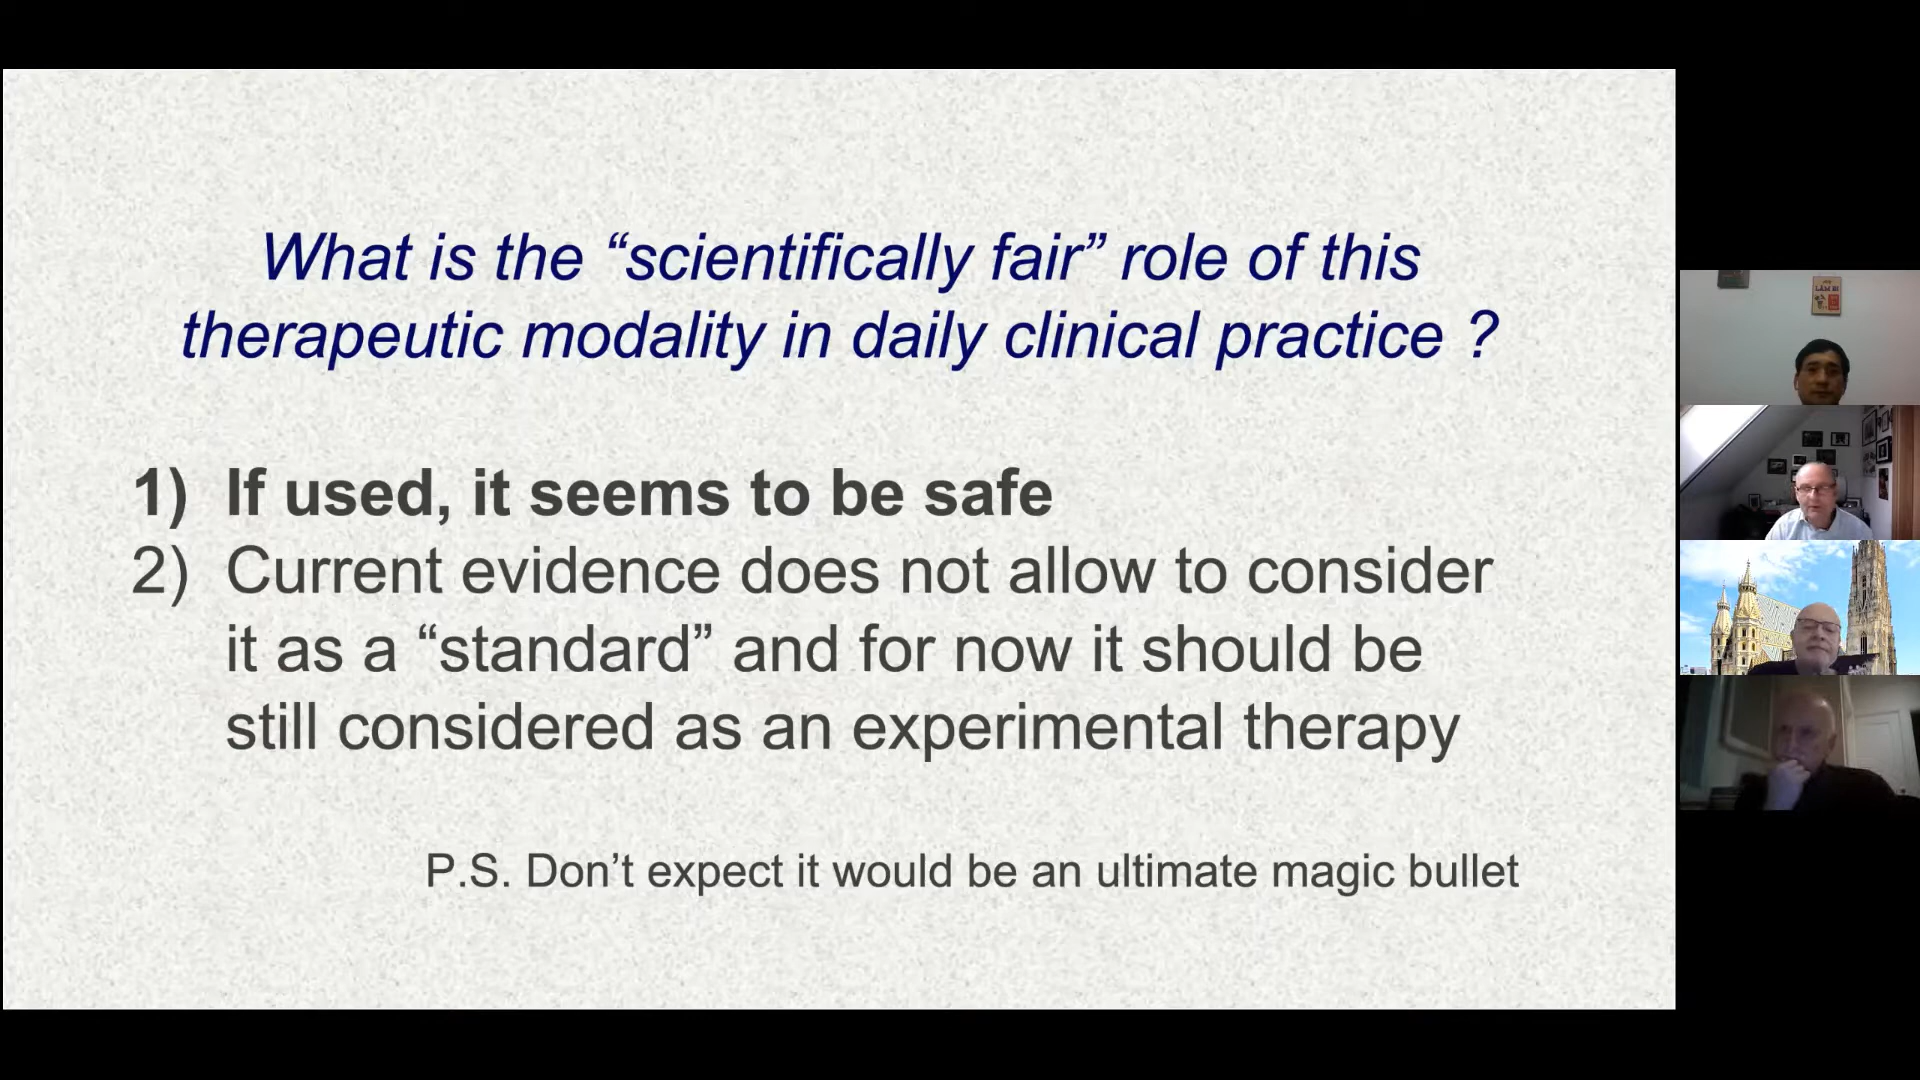 What is the “scientifically fair” role of this
therapeutic modality in daily clinical practice ?
1) If used, it seems to be safe
2) Current evidence does not allow to consider
it as a “standard” and for now it should be
still considered as an experimental therapy
P.S. Don’t expect it would be an ultimate magic bullet
LÀM BI